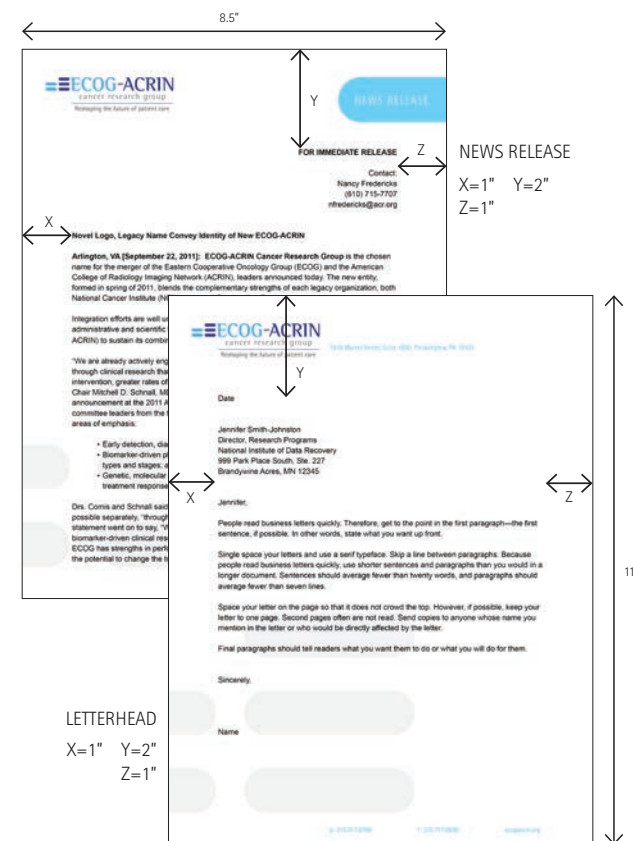 8.5"
ECOG-ACRIN
cancer research group
Reshaping the future of patient care
NEWS RELEASE
Y
FOR IMMEDIATE RELEASE
Z
Contact:
Nancy Fredericks
(610) 715-7707
nfredericks@acr.org
NEWS RELEASE
X=1" Y=2"
Z=1"
X
Novel Logo, Legacy Name Convey Identity of New ECOG-ACRIN
Arlington, VA [September 22, 2011]: ECOG-ACRIN Cancer Research Group is the chosen
name for the merger of the Eastern Cooperative Oncology Group (ECOG) and the American
College of Radiology Imaging Network (ACRIN), leaders announced today. The new entity,
formed in spring of 2011, blends the complementary strengths of each legacy organization, both
National Cancer Institute
Integration efforts are well
administrative and scientific
ACRIN) to sustain its
"We are already actively
through clinical research
intervention, greater rates of
Chair Mitchell D. Schnall,
announcement at the 2011
committee leaders from the
areas of emphasis:
• Early detection,
• Biomarker-driven
types and stages;
• Genetic, molecular
treatment response
Drs. Comis and Schnall said
possible separately, "through
statement went on to say,
biomarker-driven clinical
ECOG has strengths in
the potential to change the
ECOG-ACRIN
cancer research group
Reshaping the future of patient care
Y
Date
Jennifer Smith-Johnston
Director, Research Programs
National Institute of Data Recovery
999 Park Place South, Ste. 227
Brandywine Acres, MN 12345
X
Z
Jennifer,
People read business letters quickly. Therefore, get to the point in the first paragraph—the first
sentence, if possible. In other words, state what you want up front.
Single space your letters and use a serif typeface. Skip a line between paragraphs. Because
people read business letters quickly, use shorter sentences and paragraphs than you would in a
longer document. Sentences should average fewer than twenty words, and paragraphs should
average fewer than seven lines.
Space your letter on the page so that it does not crowd the top. However, if possible, keep your
letter to one page. Second pages often are not read. Send copies to anyone whose name you
mention in the letter or who would be directly affected by the letter.
Final paragraphs should tell readers what you want them to do or what you will do for them.
Sincerely,
Name
11
LETTERHEAD
X=1" Y=2"
Z=1"